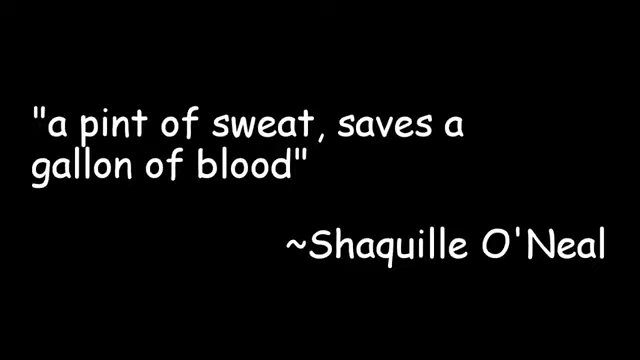 "a pint of sweat, saves a
gallon of blood"
~Shaquille O'Neal